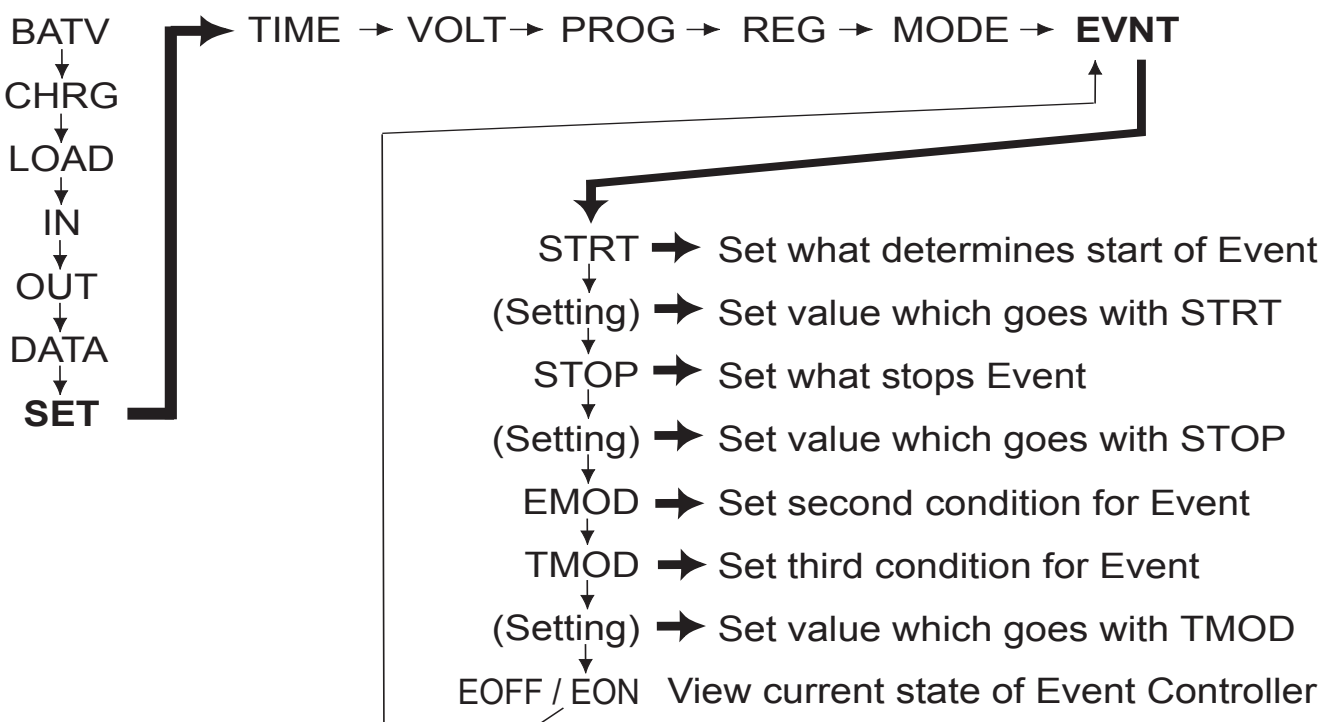 BATV
CHRG
LOAD
IN
OUT
DATA
SET
TIME VOLT PROG REG MODE EVNT
STRT Set what determines start of Event
(Setting) Set value which goes with STRT
STOP Set what stops Event
(Setting) Set value which goes with STOP
EMOD Set second condition for Event
TMOD Set third condition for Event
(Setting) Set value which goes with TMOD
EOFF / EON View current state of Event Controller